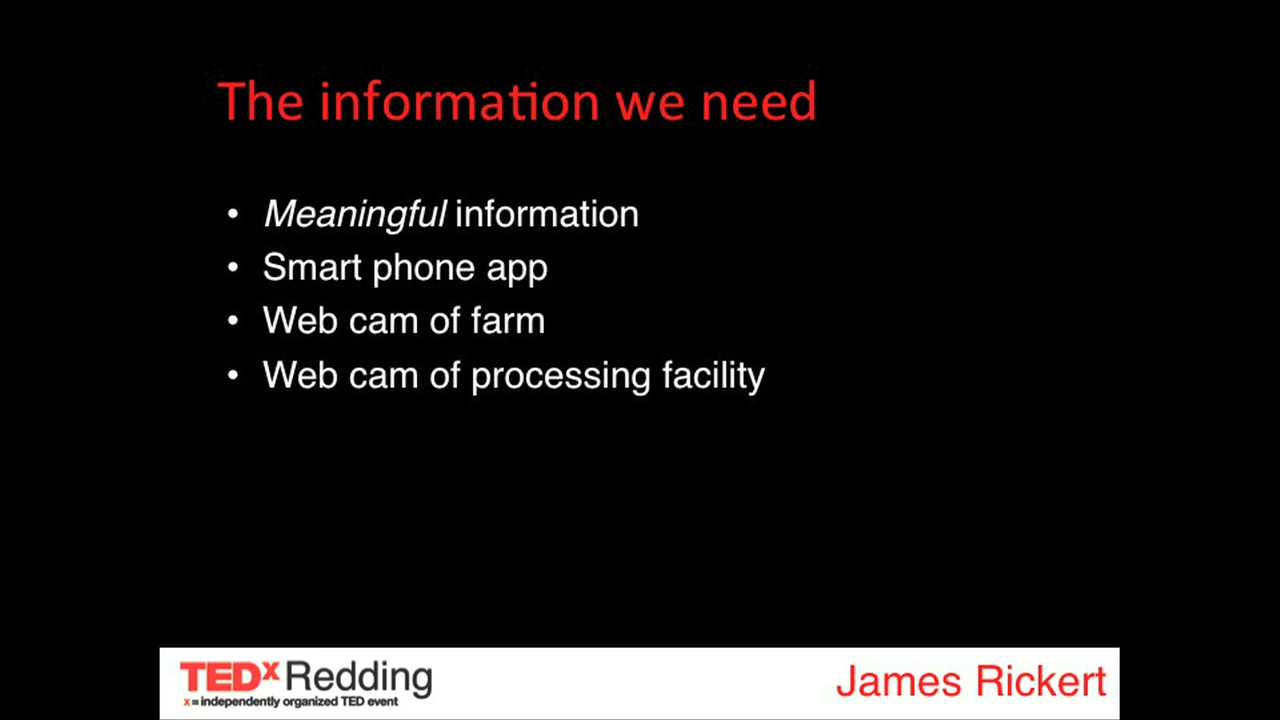 The information we need
• Meaningful information
• Smart phone app
• Web cam of farm
• Web cam of processing facility
TEDx Redding
x = independently organized TED event
James Rickert